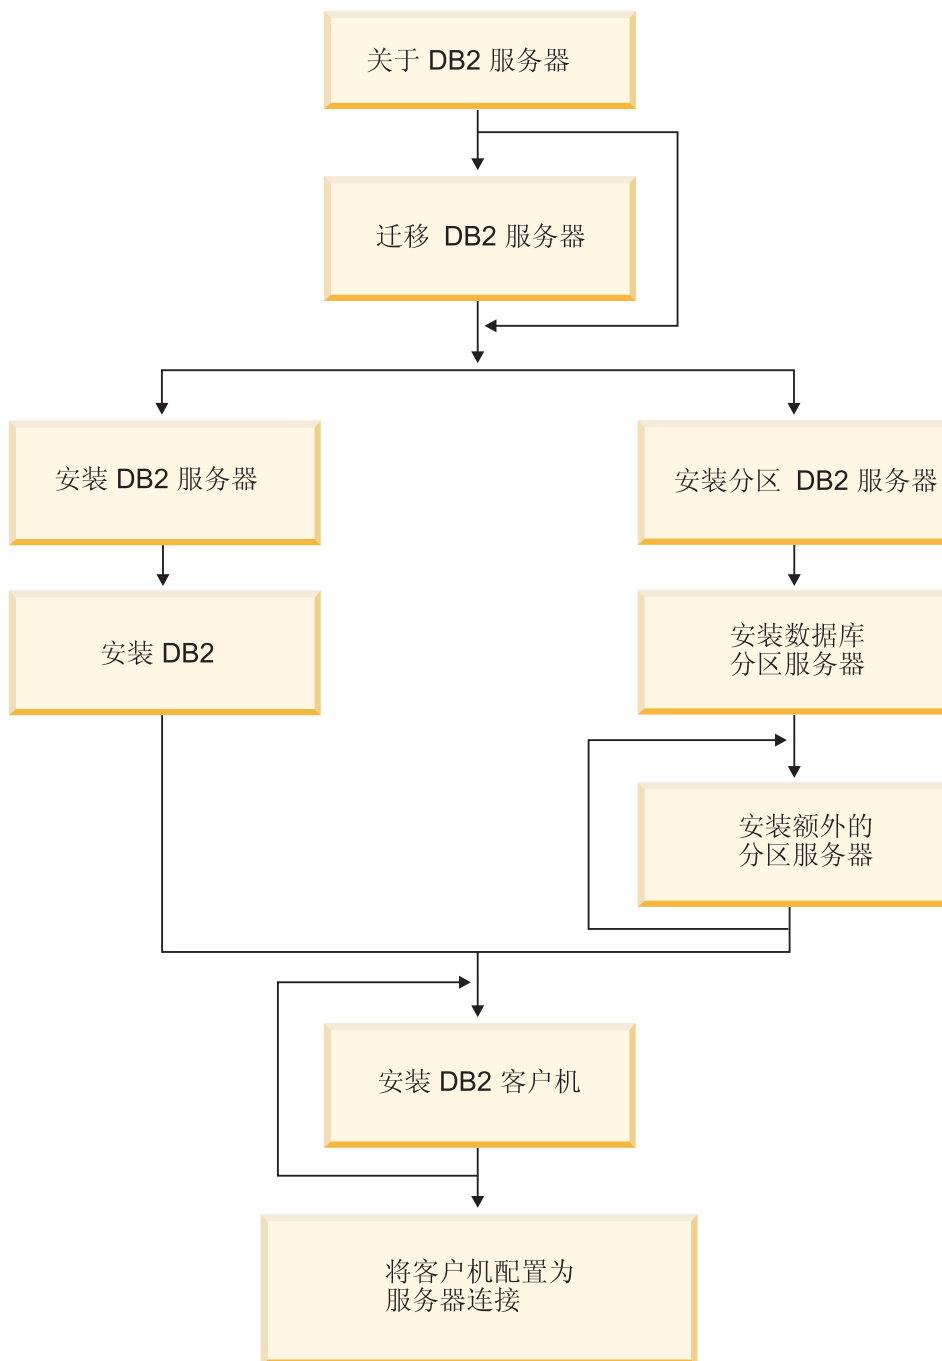 关于 DB2 服务器
迁移 DB2 服务器
安装 DB2 服务器
安装分区 DB2 服务器
安装 DB2
安装数据库
分区服务器
安装额外的
分区服务器
安装 DB2 客户机
将客户机配置为
服务器连接